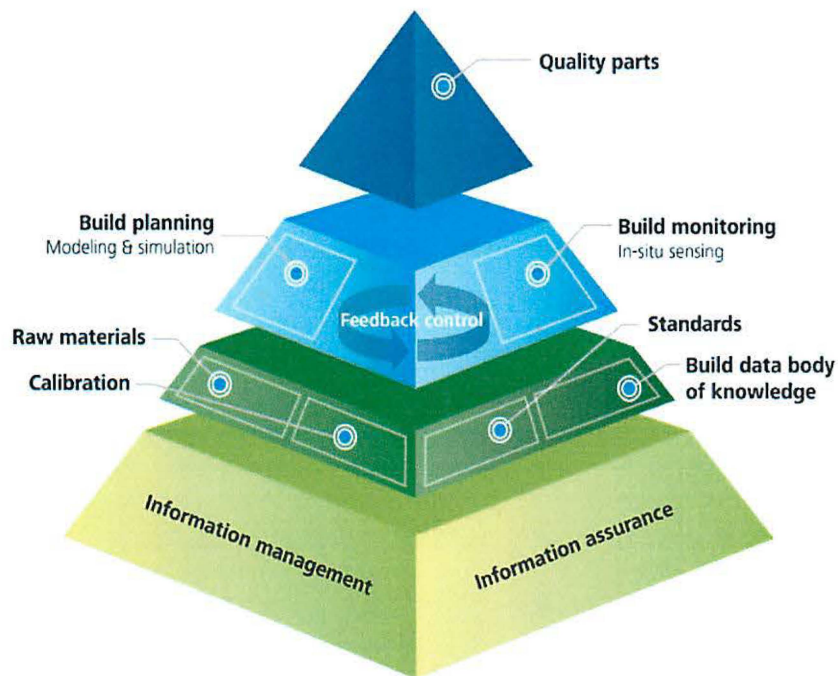 Quality parts
Build planning
Modeling & simulation
Build monitoring
In-situ sensing
Feedback control
Raw materials
Standards
Calibration
Build data body
of knowledge
Information management
Information assurance